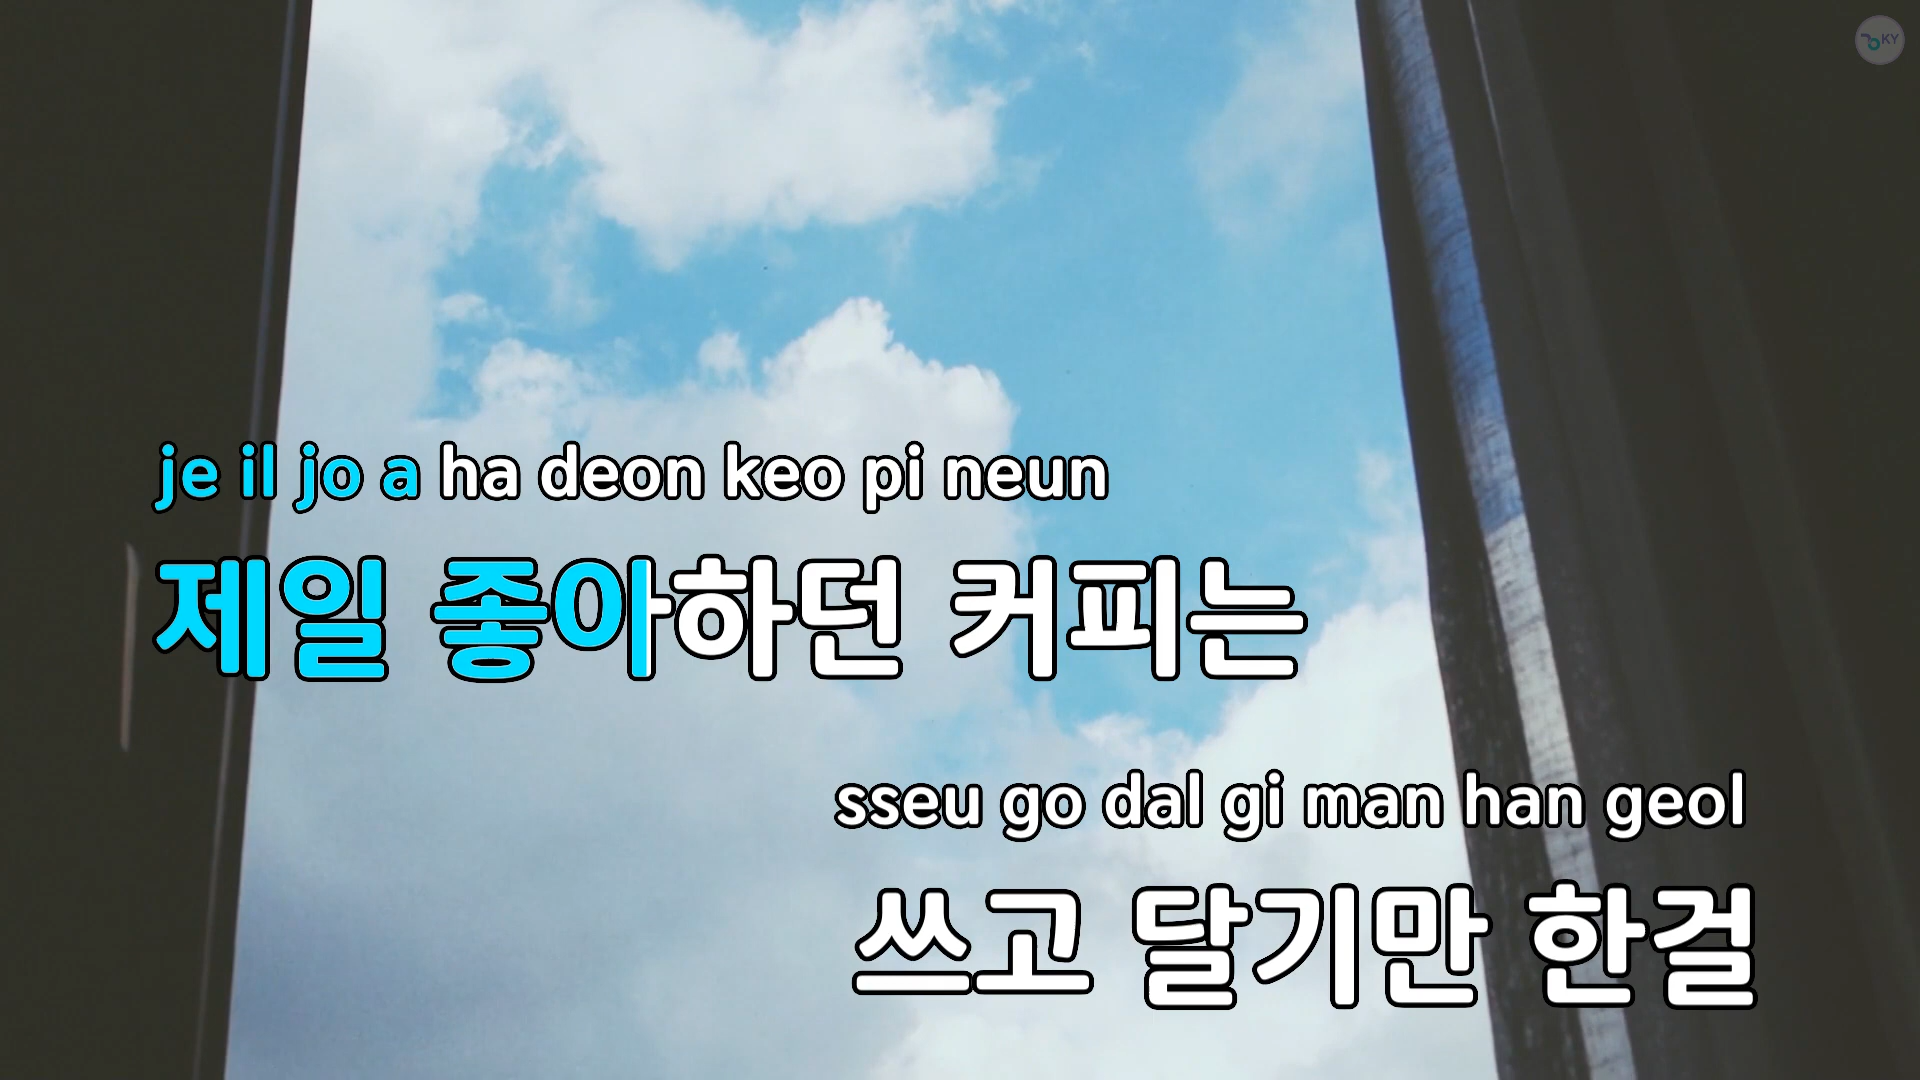 KY
je il jo a ha deon keo pi neun
제일 좋아하던 커피는
sseu go dal gi man han geol
쓰고 달기만 한걸